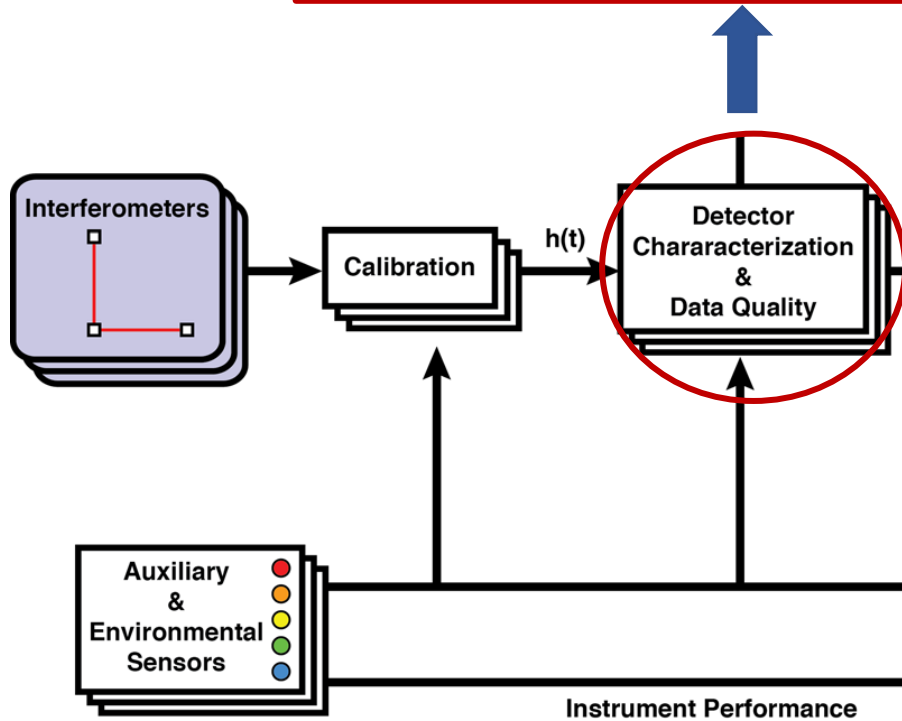 Interferometers
Calibration
h(t)
Detector
Chararacterization
&
Data Quality
Auxiliary
&
Environmental
Sensors
Instrument Performance